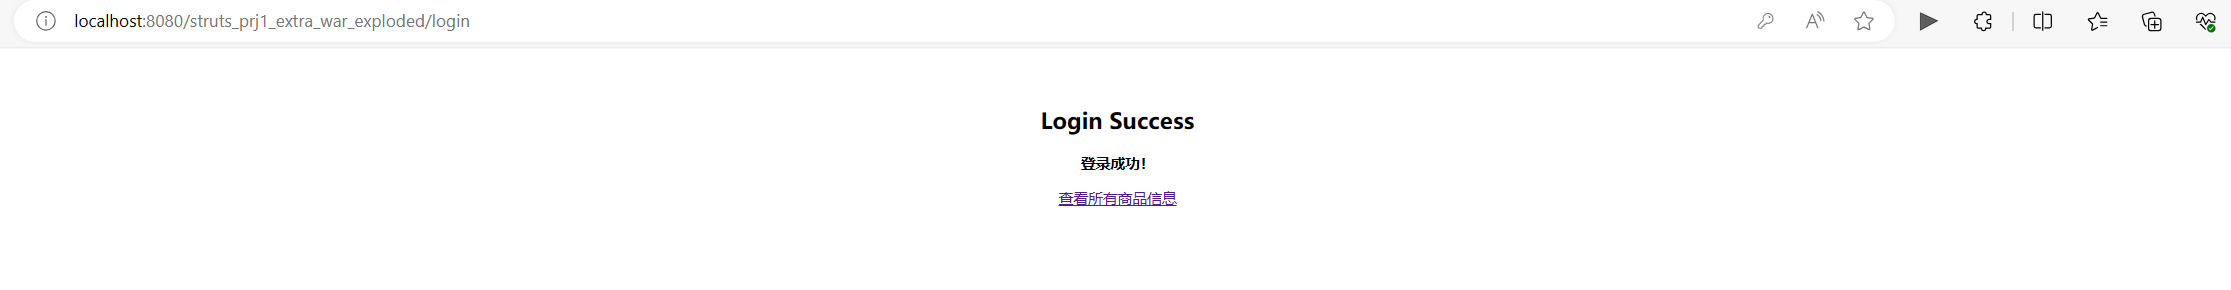 localhost:8080/struts_prj1_extra_war_exploded/login
Login Success
登录成功！
查看所有商品信息